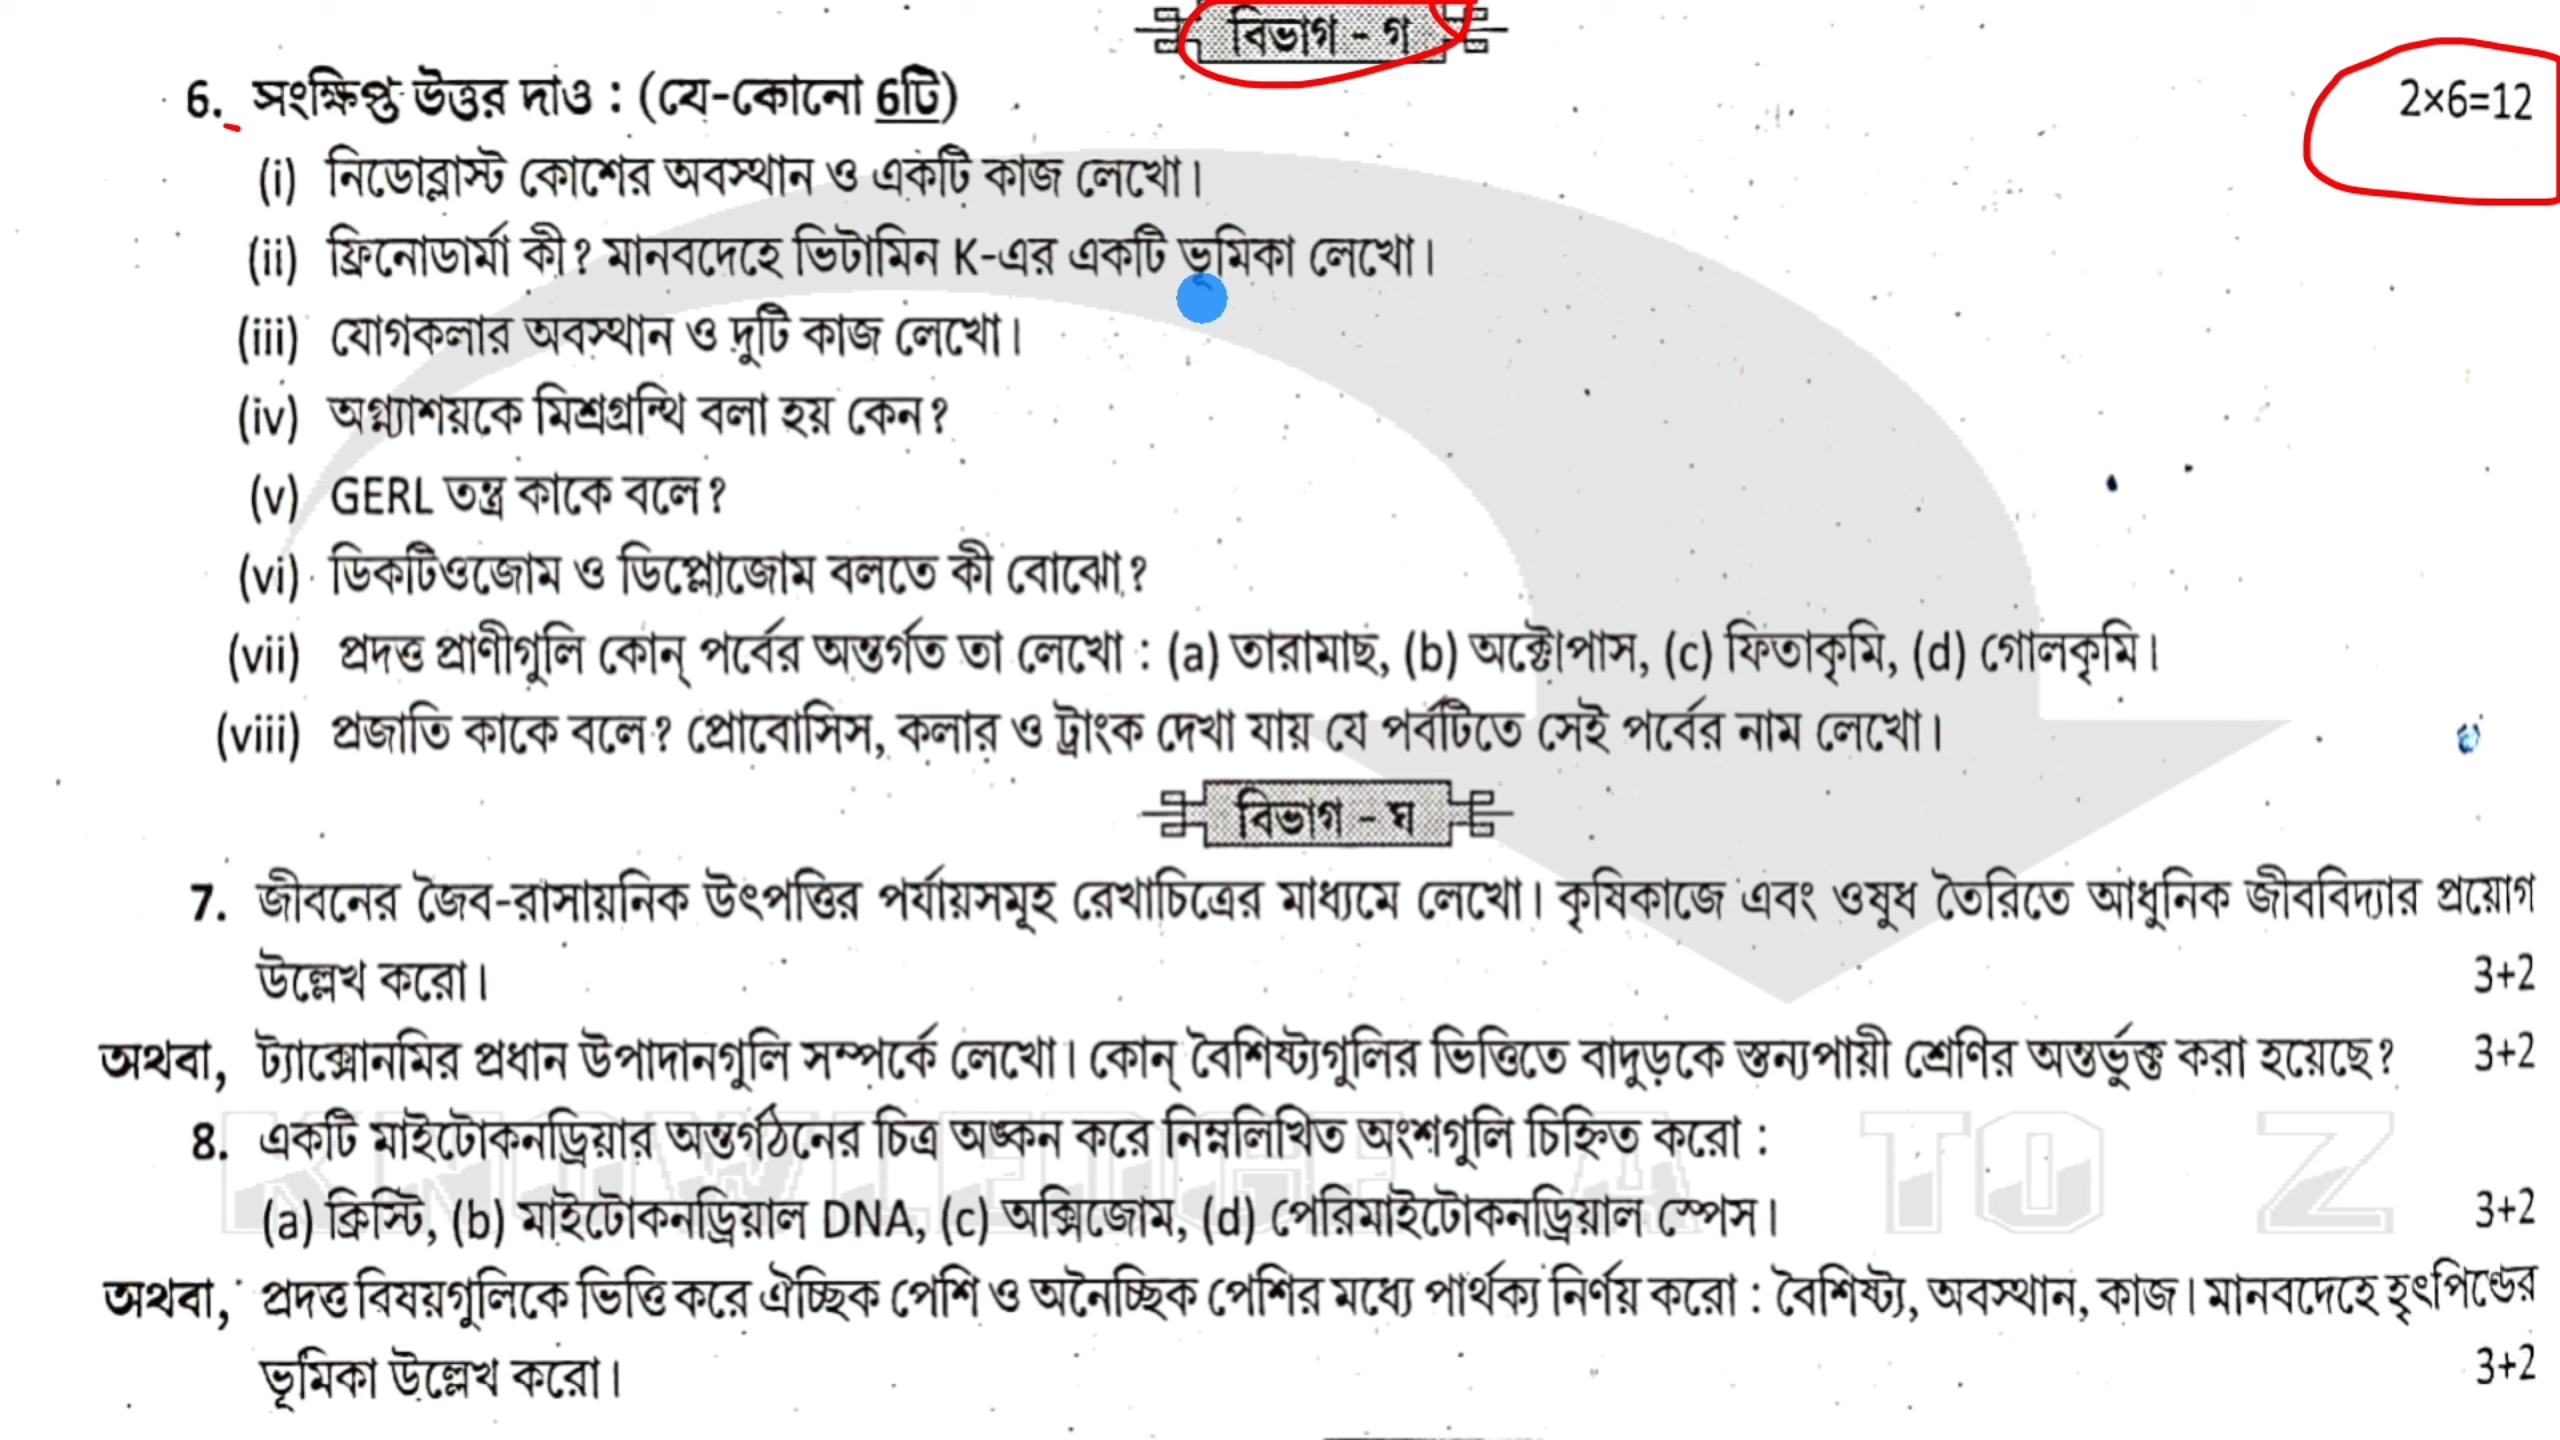 বিভাগ - গ
6. সংক্ষিপ্ত উত্তর দাও : (যে-কোনো 6টি) 2×6=12
(i) নিডোব্লাস্ট কোশের অবস্থান ও একটি কাজ লেখো।
(ii) ফ্রিনোডার্মা কী? মানবদেহে ভিটামিন K-এর একটি ভূমিকা লেখো।
(iii) যোগকলার অবস্থান ও দুটি কাজ লেখো।
(iv) অগ্ন্যাশয়কে মিশ্রগ্রন্থি বলা হয় কেন?
(v) GERL তন্ত্র কাকে বলে?
(vi) ডিকটিওজোম ও ডিপ্লোজোম বলতে কী বোঝো?
(vii) প্রদত্ত প্রাণীগুলি কোন্ পর্বের অন্তর্গত তা লেখো : (a) তারামাছ, (b) অক্টোপাস, (c) ফিতাকৃমি, (d) গোলকৃমি।
(viii) প্রজাতি কাকে বলে? প্রোবোসিস, কলার ও ট্রাংক দেখা যায় যে পর্বটিতে সেই পর্বের নাম লেখো।
বিভাগ - ঘ
7. জীবনের জৈব-রাসায়নিক উৎপত্তির পর্যায়সমূহ রেখাচিত্রের মাধ্যমে লেখো। কৃষিকাজে এবং ওষুধ তৈরিতে আধুনিক জীববিদ্যার প্রয়োগ
উল্লেখ করো। 3+2
অথবা, ট্যাক্সোনমির প্রধান উপাদানগুলি সম্পর্কে লেখো। কোন্ বৈশিষ্ট্যগুলির ভিত্তিতে বাদুড়কে স্তন্যপায়ী শ্রেণির অন্তর্ভুক্ত করা হয়েছে? 3+2
8. একটি মাইটোকনড্রিয়ার অন্তর্গঠনের চিত্র অঙ্কন করে নিম্নলিখিত অংশগুলি চিহ্নিত করো :
(a) ক্রিস্টি, (b) মাইটোকনড্রিয়াল DNA, (c) অক্সিজোম, (d) পেরিমাইটোকনড্রিয়াল স্পেস। 3+2
KNOWLEDGE A TO Z
অথবা, প্রদত্ত বিষয়গুলিকে ভিত্তি করে ঐচ্ছিক পেশি ও অনৈচ্ছিক পেশির মধ্যে পার্থক্য নির্ণয় করো : বৈশিষ্ট্য, অবস্থান, কাজ। মানবদেহে হৃৎপিণ্ডের
ভূমিকা উল্লেখ করো। 3+2